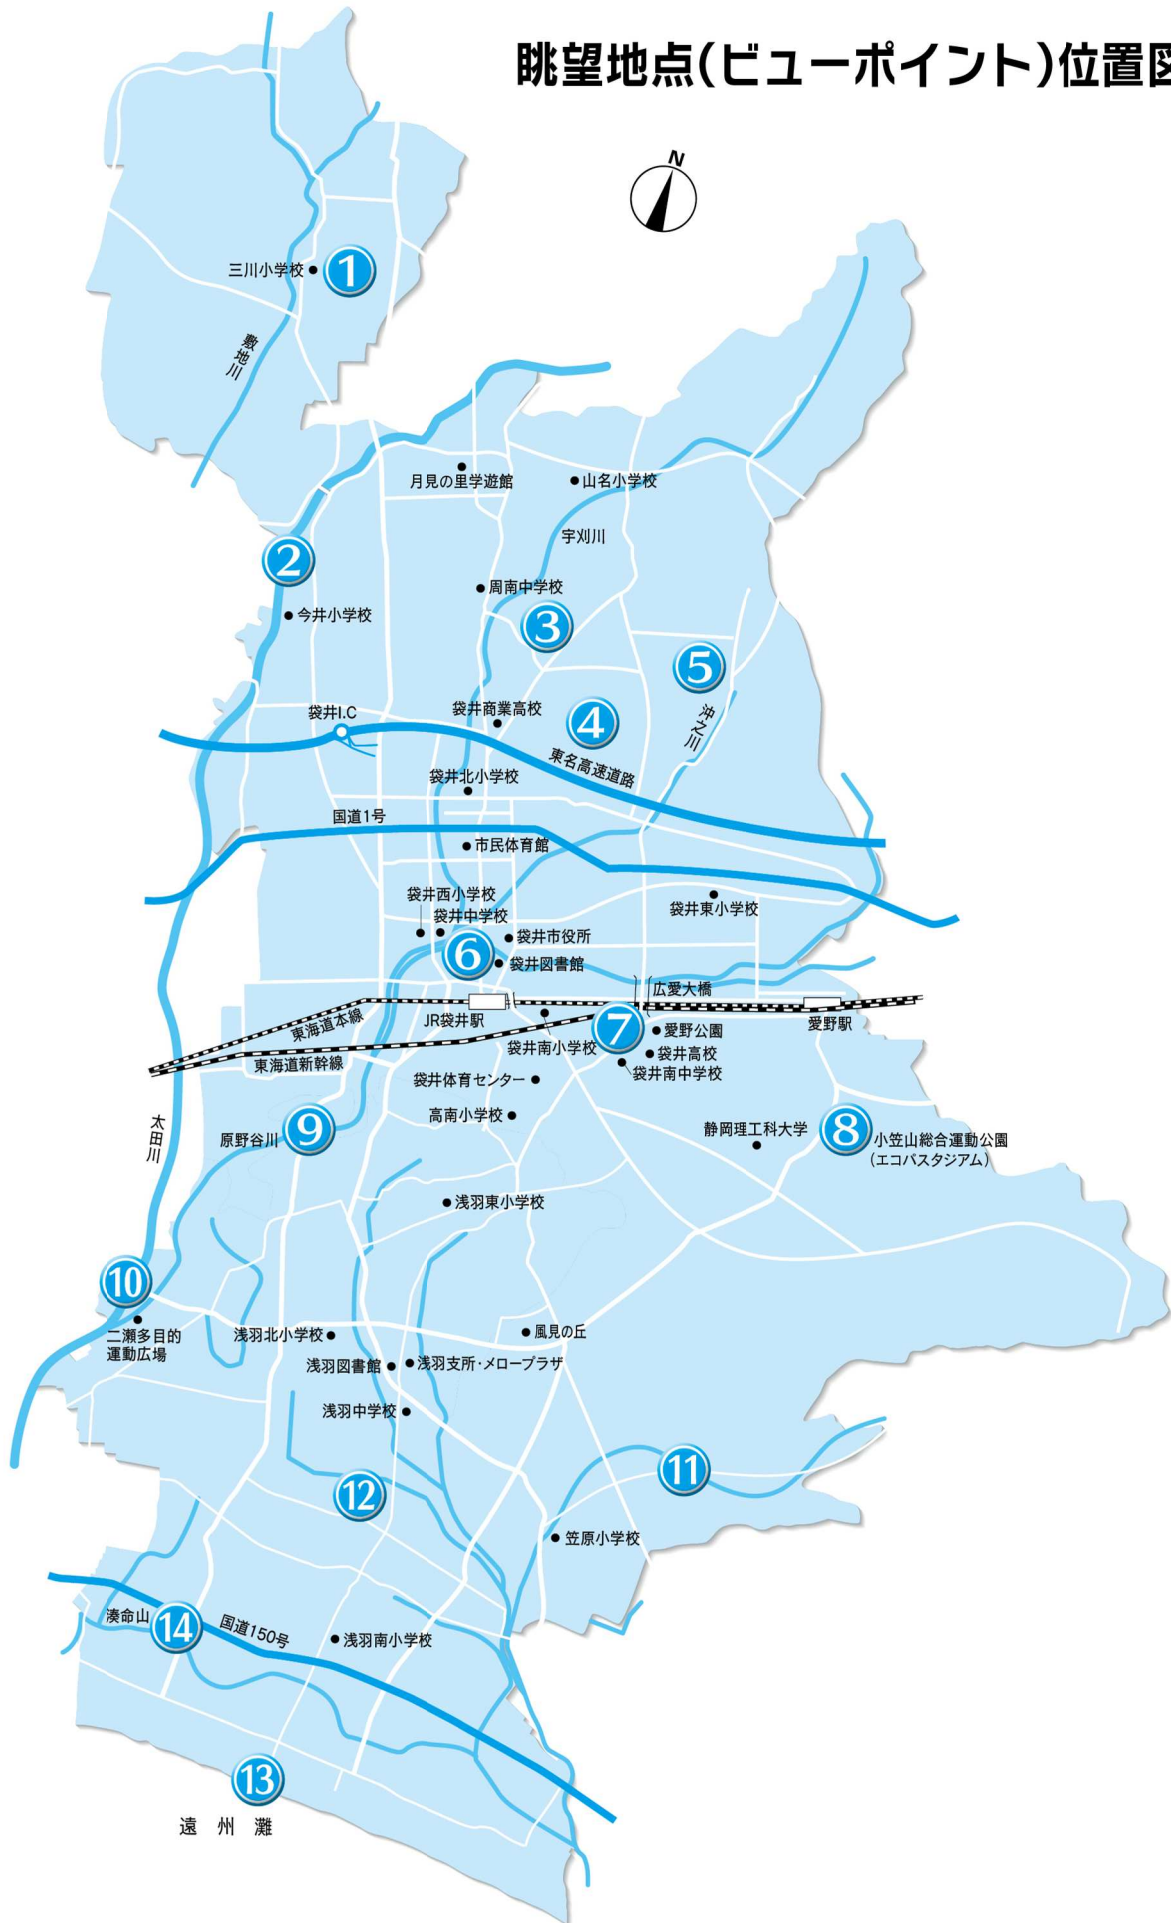 眺望地点(ビューポイント)位置図
N
三川小学校
1
敷地川
月見の里学遊館
山名小学校
宇刈川
2
周南中学校
今井小学校
3
5
袋井I.C
袋井商業高校
4
沖之川
東名高速道路
袋井北小学校
国道1号
市民体育館
袋井西小学校
袋井中学校
袋井東小学校
6
袋井市役所
袋井図書館
広愛大橋
東海道本線
JR袋井駅
愛野駅
7
愛野公園
袋井南小学校
袋井高校
東海道新幹線
袋井南中学校
袋井体育センター
太田川
原野谷川
9
高南小学校
静岡理工科大学
8
小笠山総合運動公園
(エコパスタジアム)
浅羽東小学校
10
二瀬多目的
運動広場
浅羽北小学校
風見の丘
浅羽図書館
浅羽支所・メロープラザ
浅羽中学校
11
12
笠原小学校
湊命山
14
国道150号
浅羽南小学校
13
遠州灘